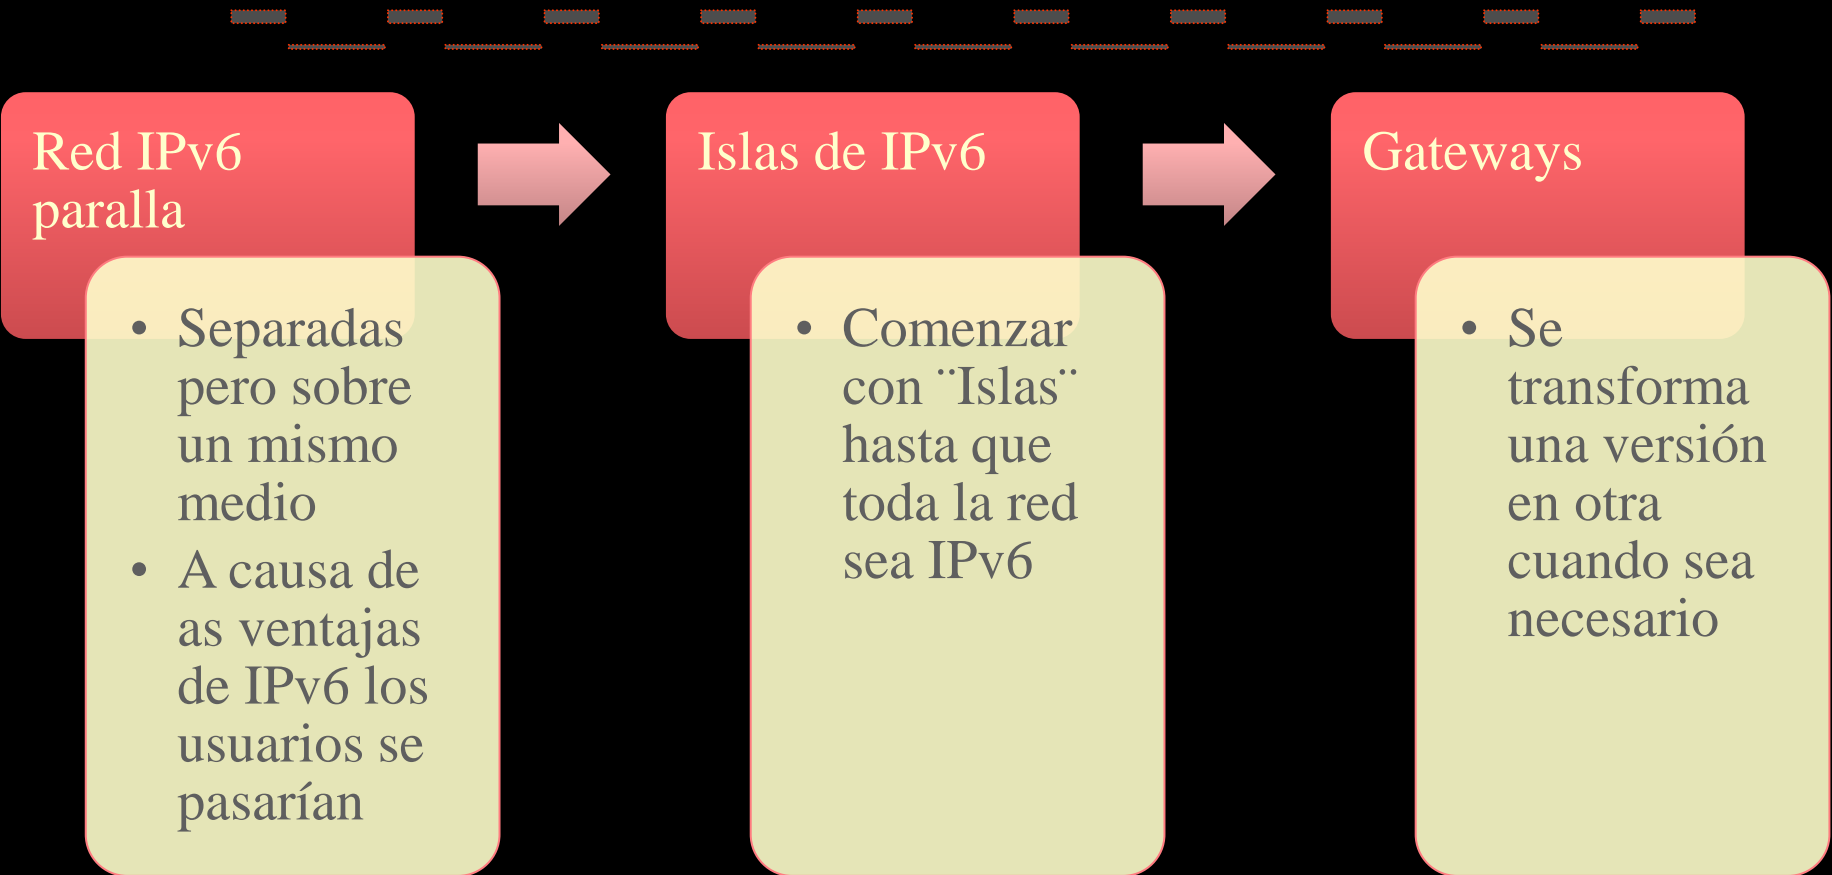 Red IPv6
paralla
• Separadas
pero sobre
un mismo
medio
• A causa de
as ventajas
de IPv6 los
usuarios se
pasarían
Islas de IPv6
• Comenzar
con ¨Islas¨
hasta que
toda la red
sea IPv6
Gateways
• Se
transforma
una versión
en otra
cuando sea
necesario